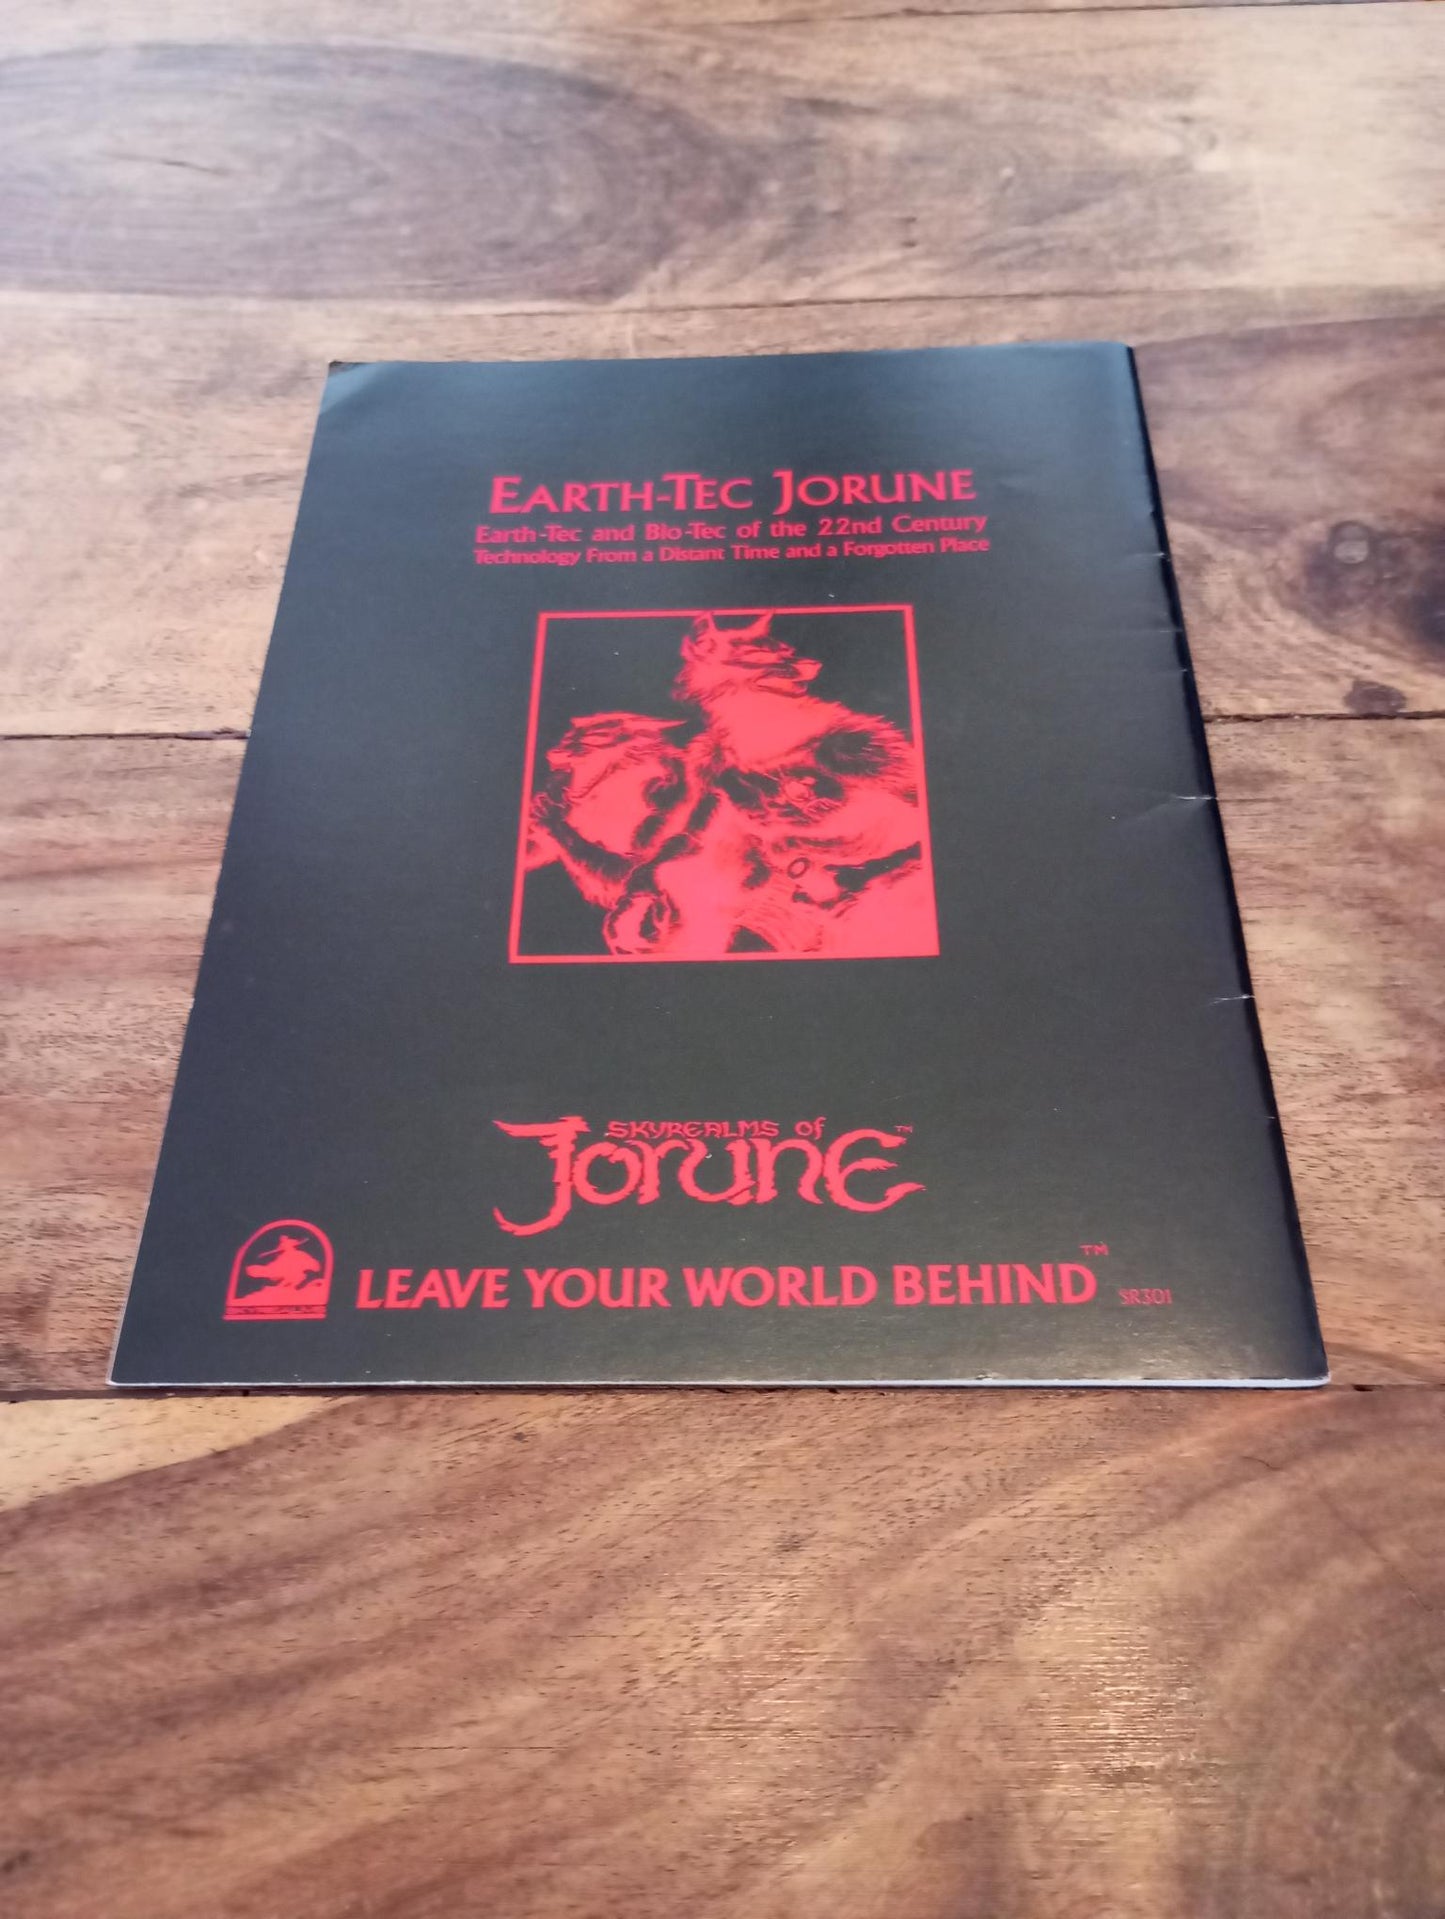 EARTH-TEC JORUNE
Earth-Tec and Bio-Tec of the 22nd Century
Technology From a Distant Time and a Forgotten Place
SKYREALMS OF
JORUNE™
SKYREALMS
LEAVE YOUR WORLD BEHIND™
SR301